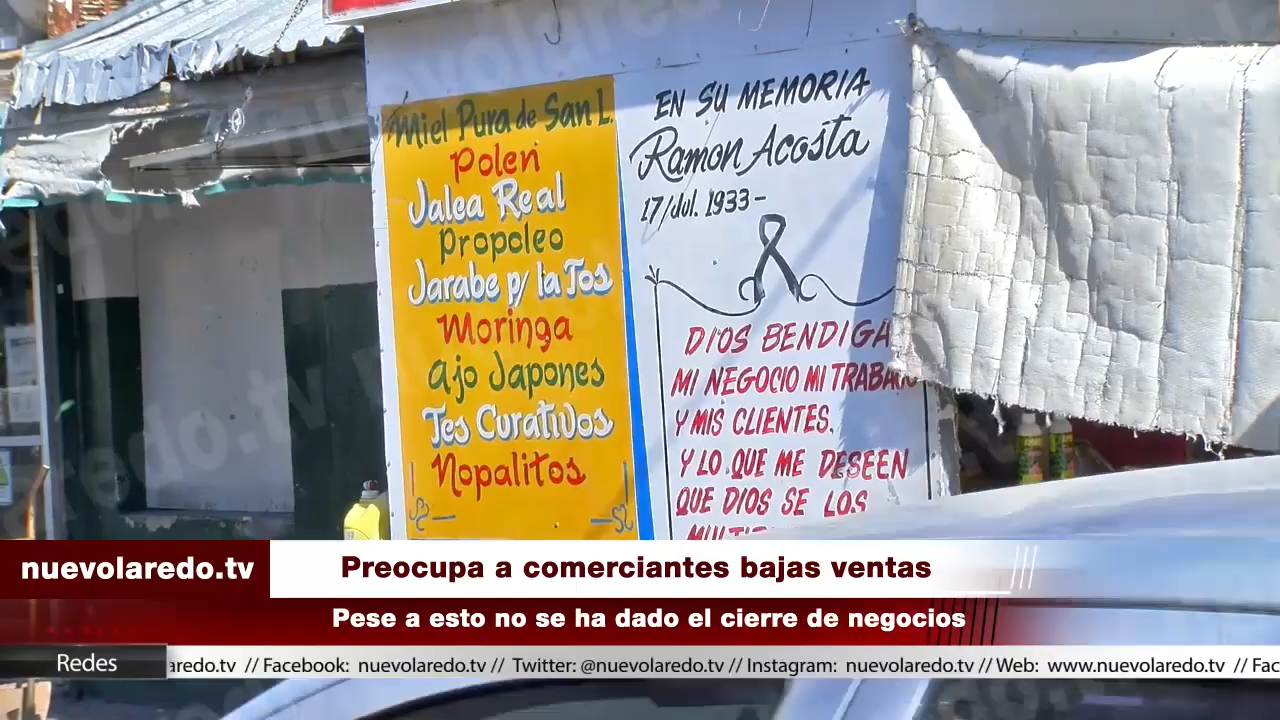 Miel Pura de San L.
Polen
Jalea Real
Propoleo
Jarabe p/ la Tos
Moringa
Ajo Japones
Tes Curativos
Nopalitos
EN SU MEMORIA
Ramon Acosta
17/Jul. 1933-
DIOS BENDIGA
MI NEGOCIO MI TRABAJO
Y MIS CLIENTES.
Y LO QUE ME DESEEN
QUE DIOS SE LOS
nuevolaredo.tv
Preocupa a comerciantes bajas ventas
Pese a esto no se ha dado el cierre de negocios
Redes
aredo.tv // Facebook: nuevolaredo.tv // Twitter: @nuevolaredo.tv // Instagram: nuevolaredo.tv // Web: www.nuevolaredo.tv // Fac